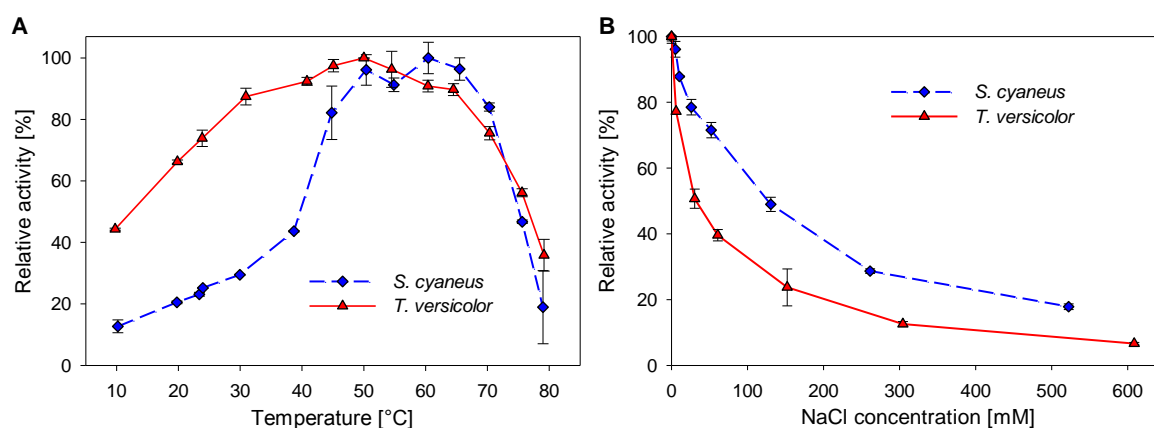 A
Relative activity [%]
100
80
60
40
20
0
S. cyaneus
T. versicolor
10 20 30 40 50 60 70 80
Temperature [°C]
B
Relative activity [%]
100
80
60
40
20
0
S. cyaneus
T. versicolor
0 100 200 300 400 500 600
NaCl concentration [mM]